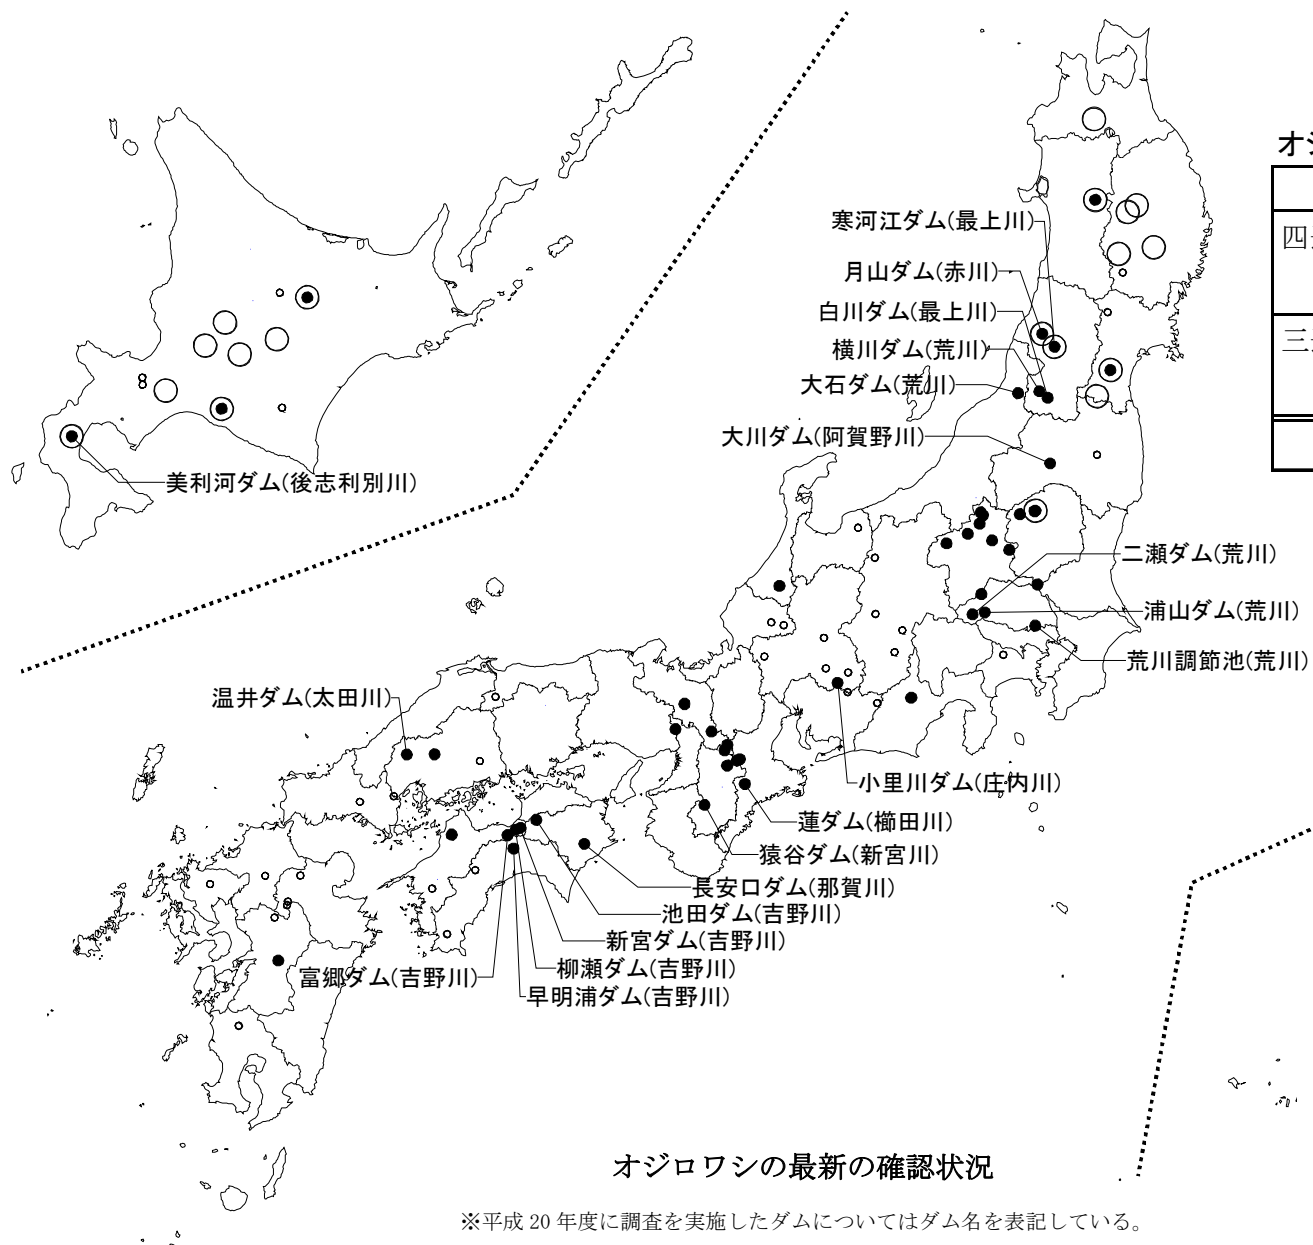 オジ
四
三
寒河江ダム(最上川)
月山ダム(赤川)
白川ダム(最上川)
横川ダム(荒川)
大石ダム(荒川)
大川ダム(阿賀野川)
美利河ダム(後志利別川)
二瀬ダム(荒川)
浦山ダム(荒川)
荒川調節池(荒川)
温井ダム(太田川)
小里川ダム(庄内川)
蓮ダム(櫛田川)
猿谷ダム(新宮川)
長安口ダム(那賀川)
池田ダム(吉野川)
新宮ダム(吉野川)
柳瀬ダム(吉野川)
富郷ダム(吉野川)
早明浦ダム(吉野川)
オジロワシの最新の確認状況
※平成 20 年度に調査を実施したダムについてはダム名を表記している。